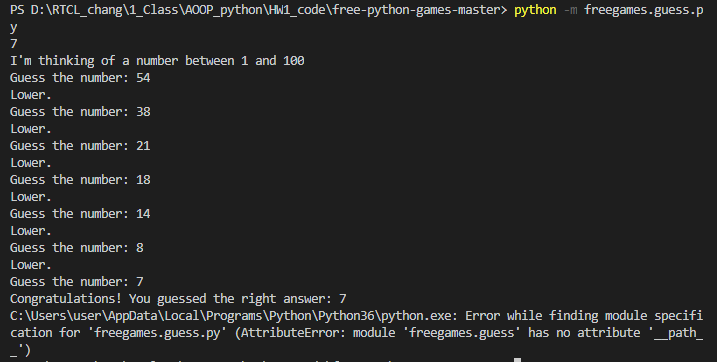 PS D:\RTCL_chang\1_Class\AOOP_python\HW1_code\free-python-games-master> python -m freegames.guess.p
y
7
I'm thinking of a number between 1 and 100
Guess the number: 54
Lower.
Guess the number: 38
Lower.
Guess the number: 21
Lower.
Guess the number: 18
Lower.
Guess the number: 14
Lower.
Guess the number: 8
Lower.
Guess the number: 7
Congratulations! You guessed the right answer: 7
C:\Users\user\AppData\Local\Programs\Python\Python36\python.exe: Error while finding module specifi
cation for 'freegames.guess.py' (AttributeError: module 'freegames.guess' has no attribute '__path_
_')